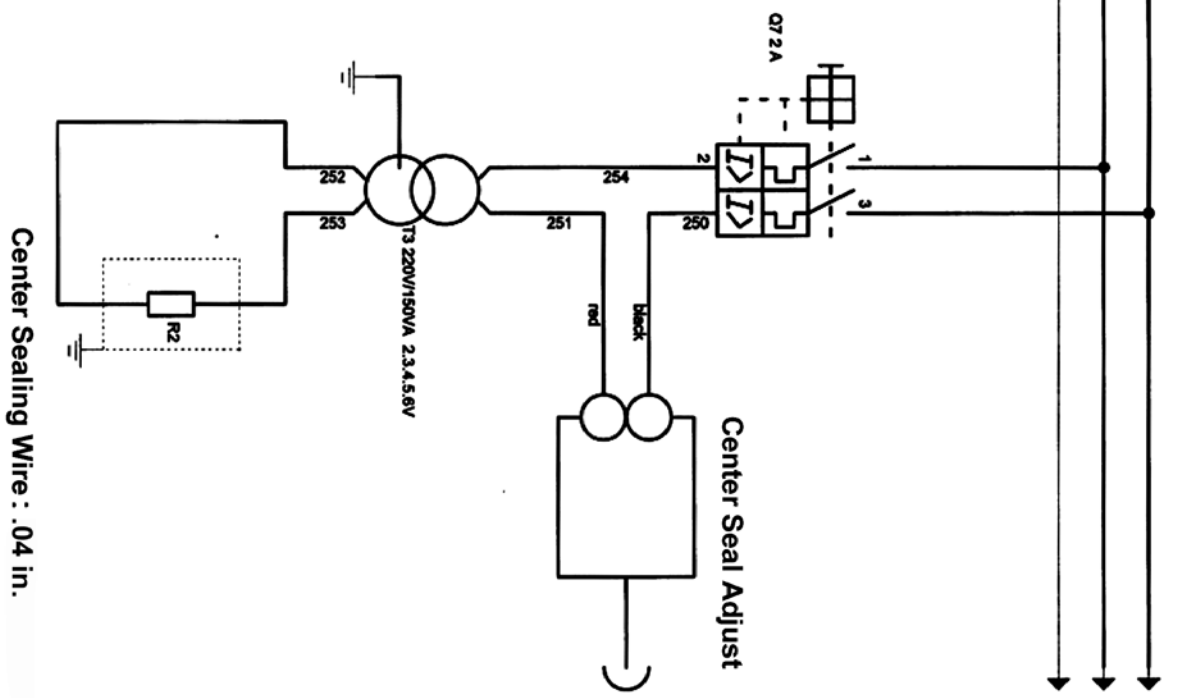 Q7 2 A
1
3
2
254
250
251
252
253
T3 220V/150VA 2.3.4.5.6V
red
black
R2
Center Seal Adjust
Center Sealing Wire : .04 in.
I>
I>